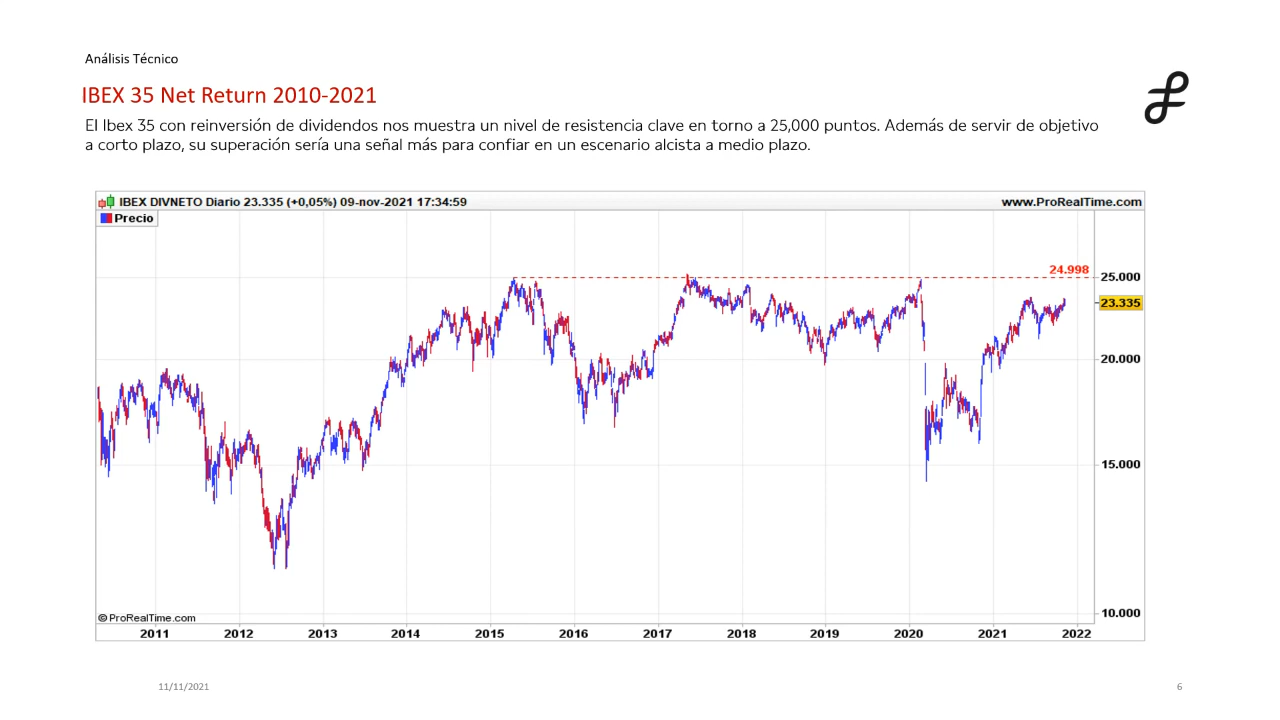 Análisis Técnico
IBEX 35 Net Return 2010-2021
El Ibex 35 con reinversión de dividendos nos muestra un nivel de resistencia clave en torno a 25,000 puntos. Además de servir de objetivo
a corto plazo, su superación sería una señal más para confiar en un escenario alcista a medio plazo.
IBEX DIVNETO Diario 23.335 (+0,05%) 09-nov-2021 17:34:59 www.ProRealTime.com
Precio
24.998
25.000
23.335
20.000
15.000
10.000
© ProRealTime.com
2011 2012 2013 2014 2015 2016 2017 2018 2019 2020 2021 2022
11/11/2021 6